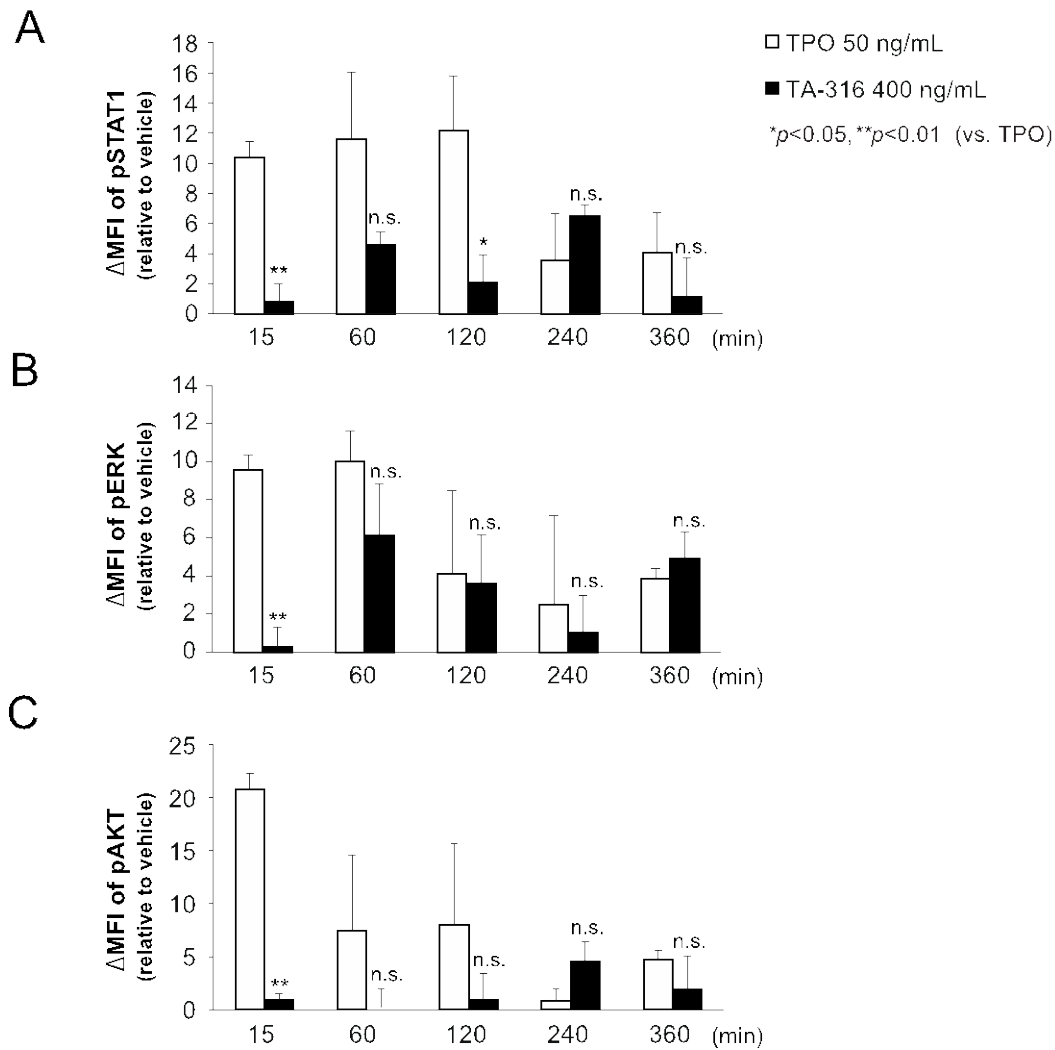 A
TPO 50 ng/mL
TA-316 400 ng/mL
*p<0.05, **p<0.01 (vs. TPO)
ΔMFI of pSTAT1
(relative to vehicle)
18
16
14
12
10
8
6
4
2
0
**
n.s.
*
n.s.
n.s.
15 60 120 240 360 (min)
B
ΔMFI of pERK
(relative to vehicle)
14
12
10
8
6
4
2
0
**
n.s.
n.s.
n.s.
n.s.
15 60 120 240 360 (min)
C
ΔMFI of pAKT
(relative to vehicle)
25
20
15
10
5
0
**
n.s.
n.s.
n.s.
n.s.
15 60 120 240 360 (min)